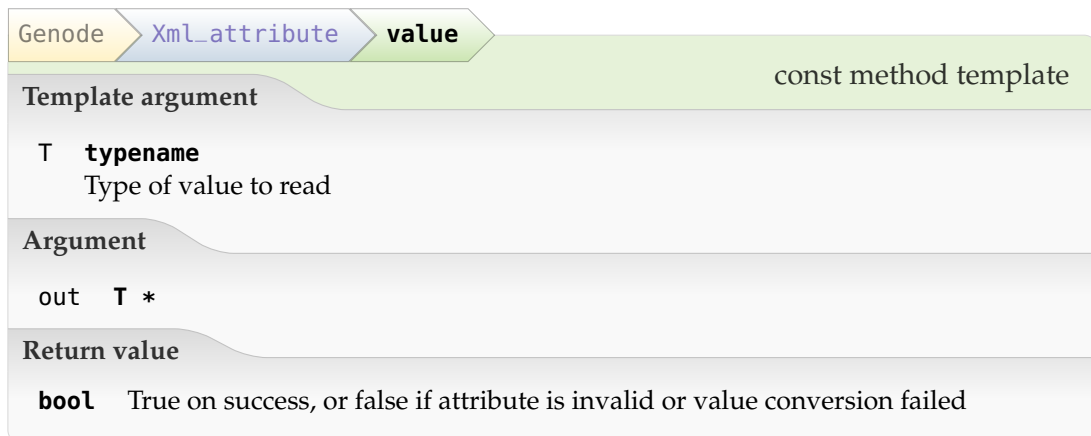 Genode Xml_attribute value
const method template
Template argument
T typename
Type of value to read
Argument
out T *
Return value
bool True on success, or false if attribute is invalid or value conversion failed